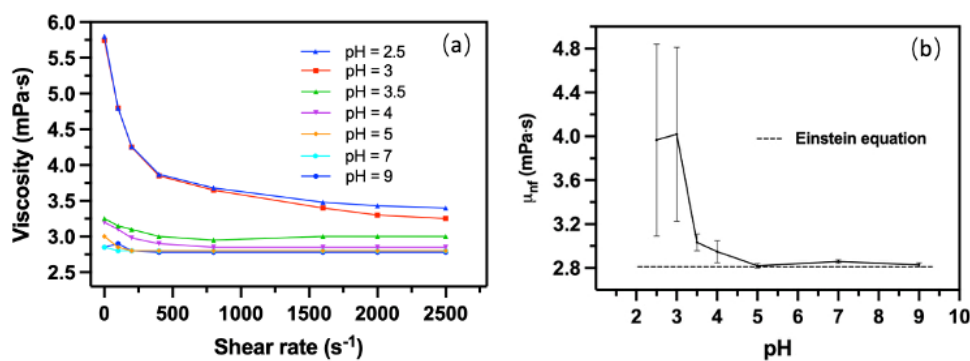 (a)
Viscosity (mPa·s)
6.0
5.5
5.0
4.5
4.0
3.5
3.0
2.5
pH = 2.5
pH = 3
pH = 3.5
pH = 4
pH = 5
pH = 7
pH = 9
0 500 1000 1500 2000 2500
Shear rate (s⁻¹)
(b)
μnf (mPa·s)
4.8
4.4
4.0
3.6
3.2
2.8
Einstein equation
2 3 4 5 6 7 8 9 10
pH